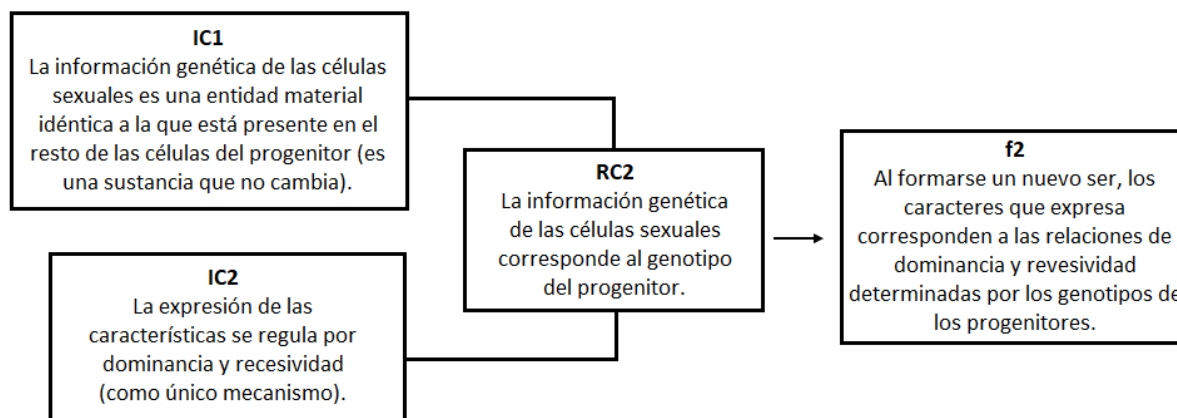 IC1
La información genética de las células
sexuales es una entidad material
idéntica a la que está presente en el
resto de las células del progenitor (es
una sustancia que no cambia).
IC2
La expresión de las
características se regula por
dominancia y recesividad
(como único mecanismo).
RC2
La información genética
de las células sexuales
corresponde al genotipo
del progenitor.
f2
Al formarse un nuevo ser, los
caracteres que expresa
corresponden a las relaciones de
dominancia y revesividad
determinadas por los genotipos de
los progenitores.